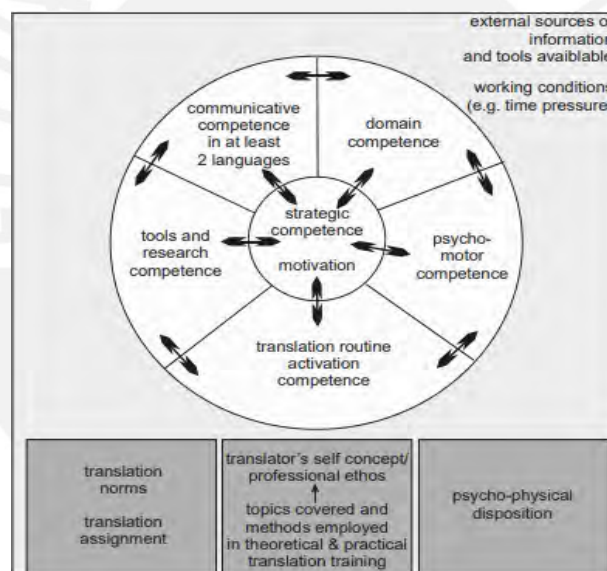 external sources o
information
and tools avaiblable
working conditions
(e.g. time pressure
communicative
competence
in at least
2 languages
domain
competence
strategic
competence
motivation
tools and
research
competence
psycho-
motor
competence
translation routine
activation
competence
translation
norms
translation
assignment
translator's self concept/
professional ethos
topics covered and
methods employed
in theoretical & practical
translation training
psycho-physical
disposition